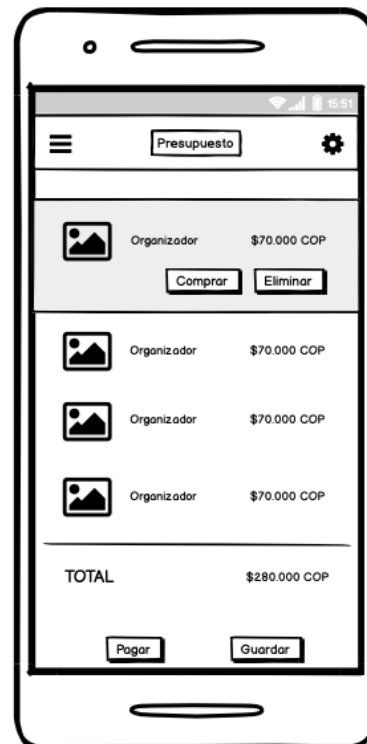 15:51
Presupuesto
Organizador $70.000 COP
Comprar Eliminar
Organizador $70.000 COP
Organizador $70.000 COP
Organizador $70.000 COP
TOTAL $280.000 COP
Pagar Guardar